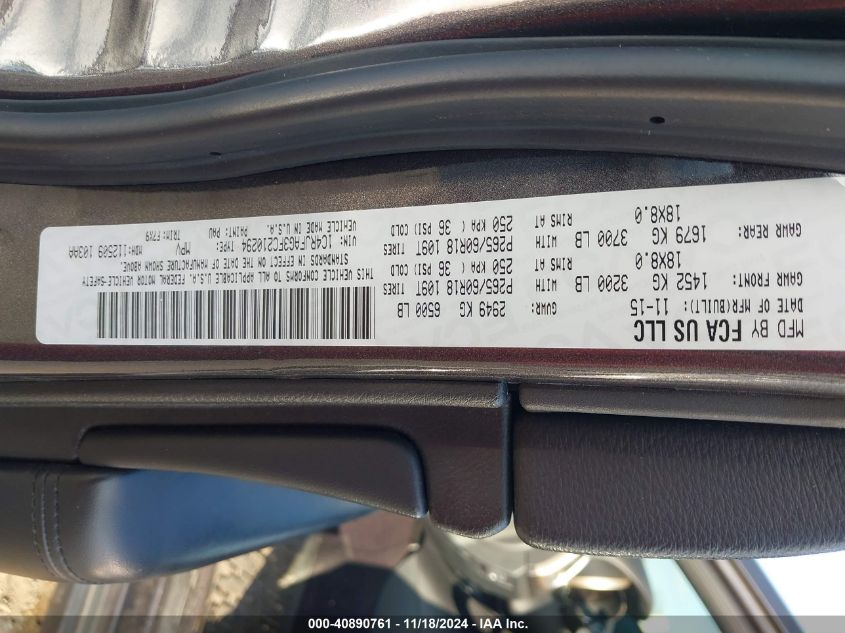 MFD BY FCA US LLC
DATE OF MFR(BUILT): 11-15 GVWR: 2949 KG 6500 LB
GAWR FRONT: 1452 KG 3200 LB WITH P265/60R18 109T TIRES
18X8.0 RIMS AT 250 KPA ( 36 PSI) COLD
GAWR REAR: 1679 KG 3700 LB WITH P265/60R18 109T TIRES
18X8.0 RIMS AT 250 KPA ( 36 PSI) COLD
THIS VEHICLE CONFORMS TO ALL APPLICABLE U.S.A. FEDERAL MOTOR VEHICLE-SAFETY
STANDARDS IN EFFECT ON THE DATE OF MANUFACTURE SHOWN ABOVE.
VIN: 1C4RJFAG3FC210294 TYPE: MPV MDH:112509 103AA
VEHICLE MADE IN U.S.A. PAINT: PAU TRIM: F7X9
000-40890761 - 11/18/2024 - IAA Inc.